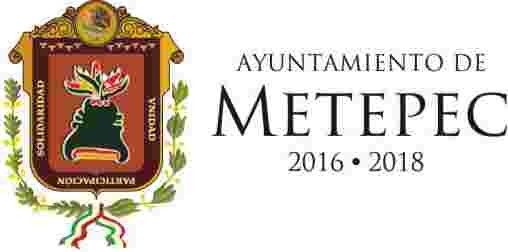 SOLIDARIDAD
UNIDAD
PARTICIPACION
AYUNTAMIENTO DE
METEPEC
2016 • 2018